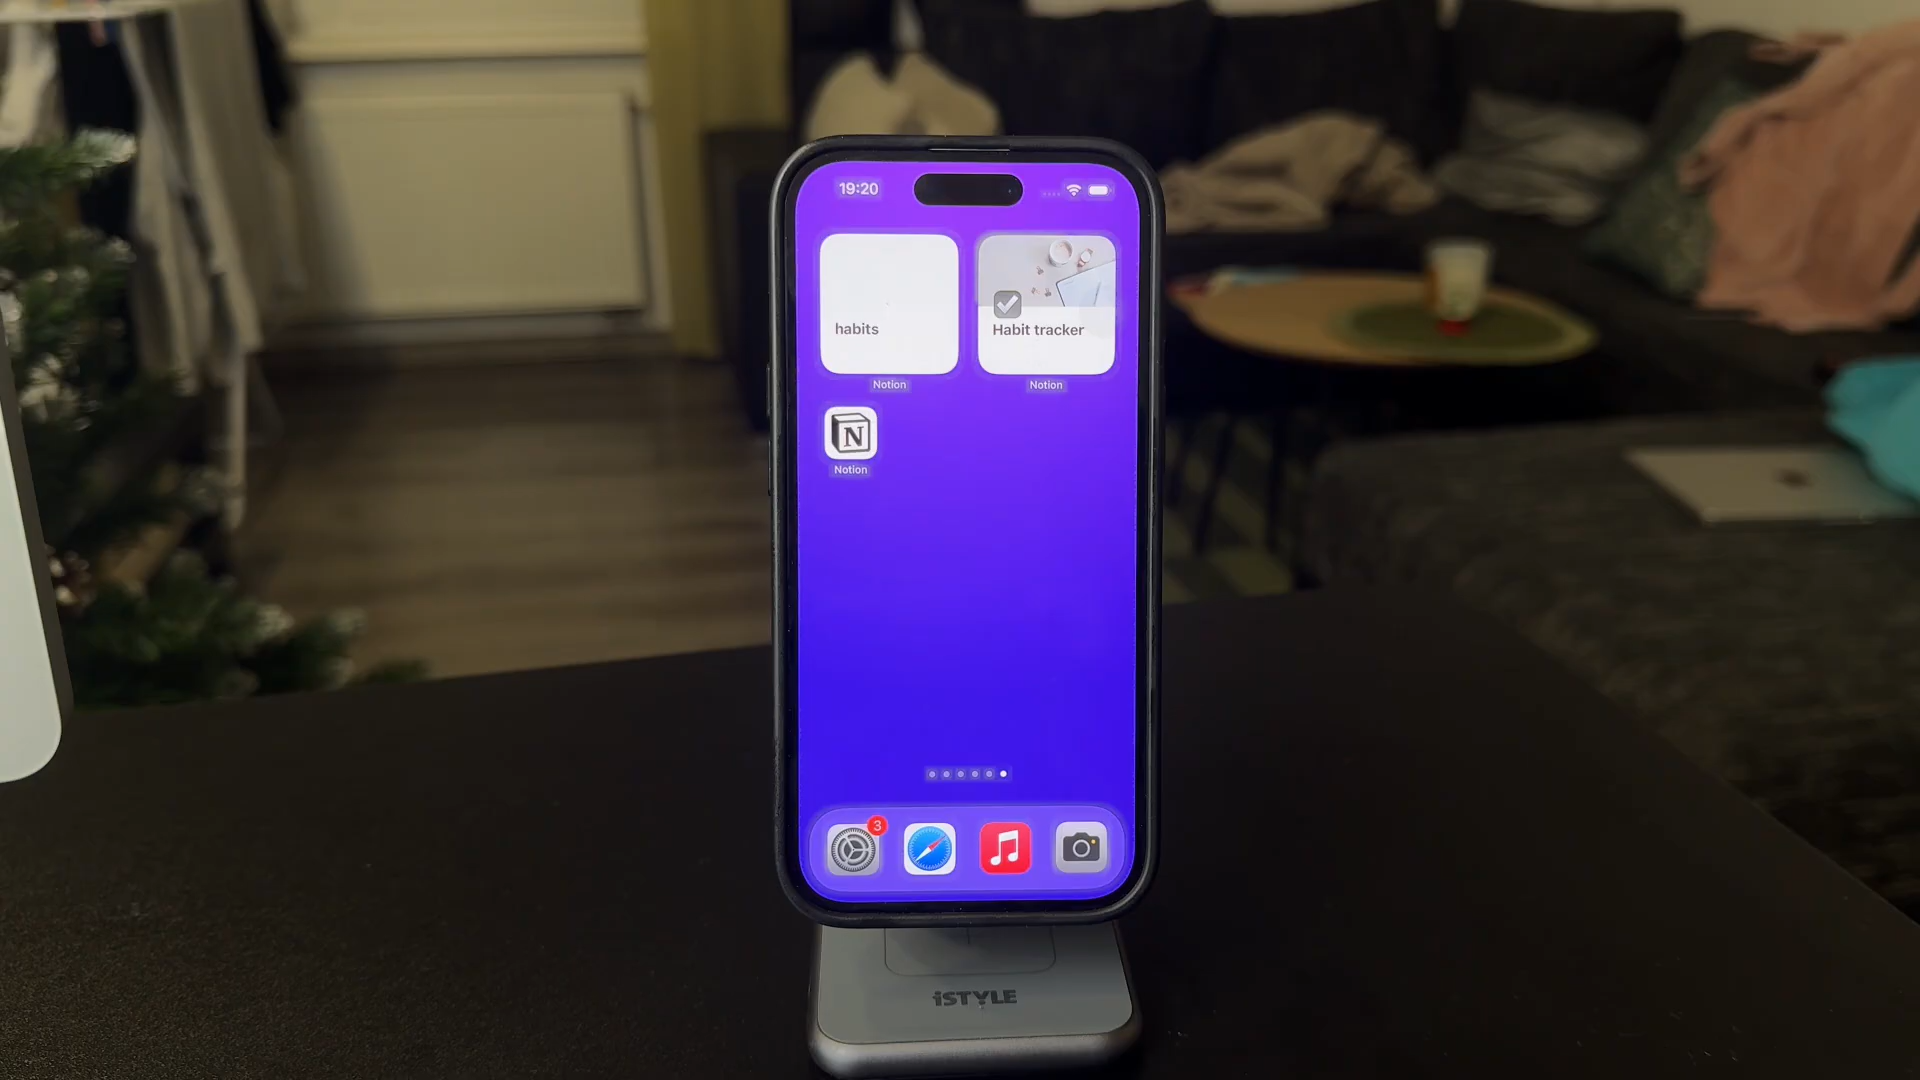 19:20
habits
Habit tracker
Notion
Notion
N
Notion
3
iSTYLE